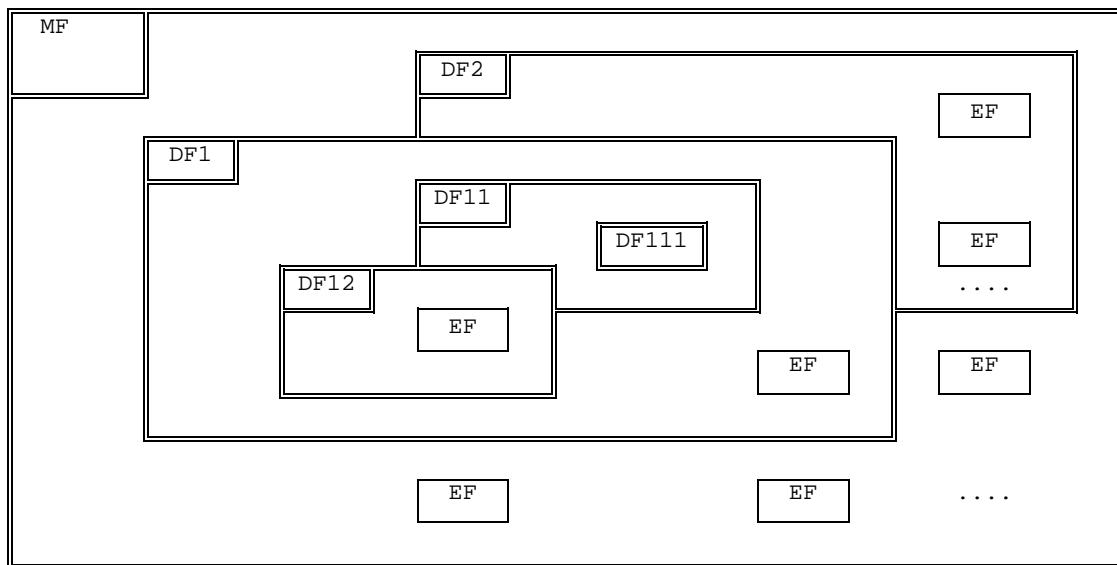 MF
DF2
EF
DF1
DF11
DF111
EF
DF12
....
EF
EF
EF
EF
EF
....